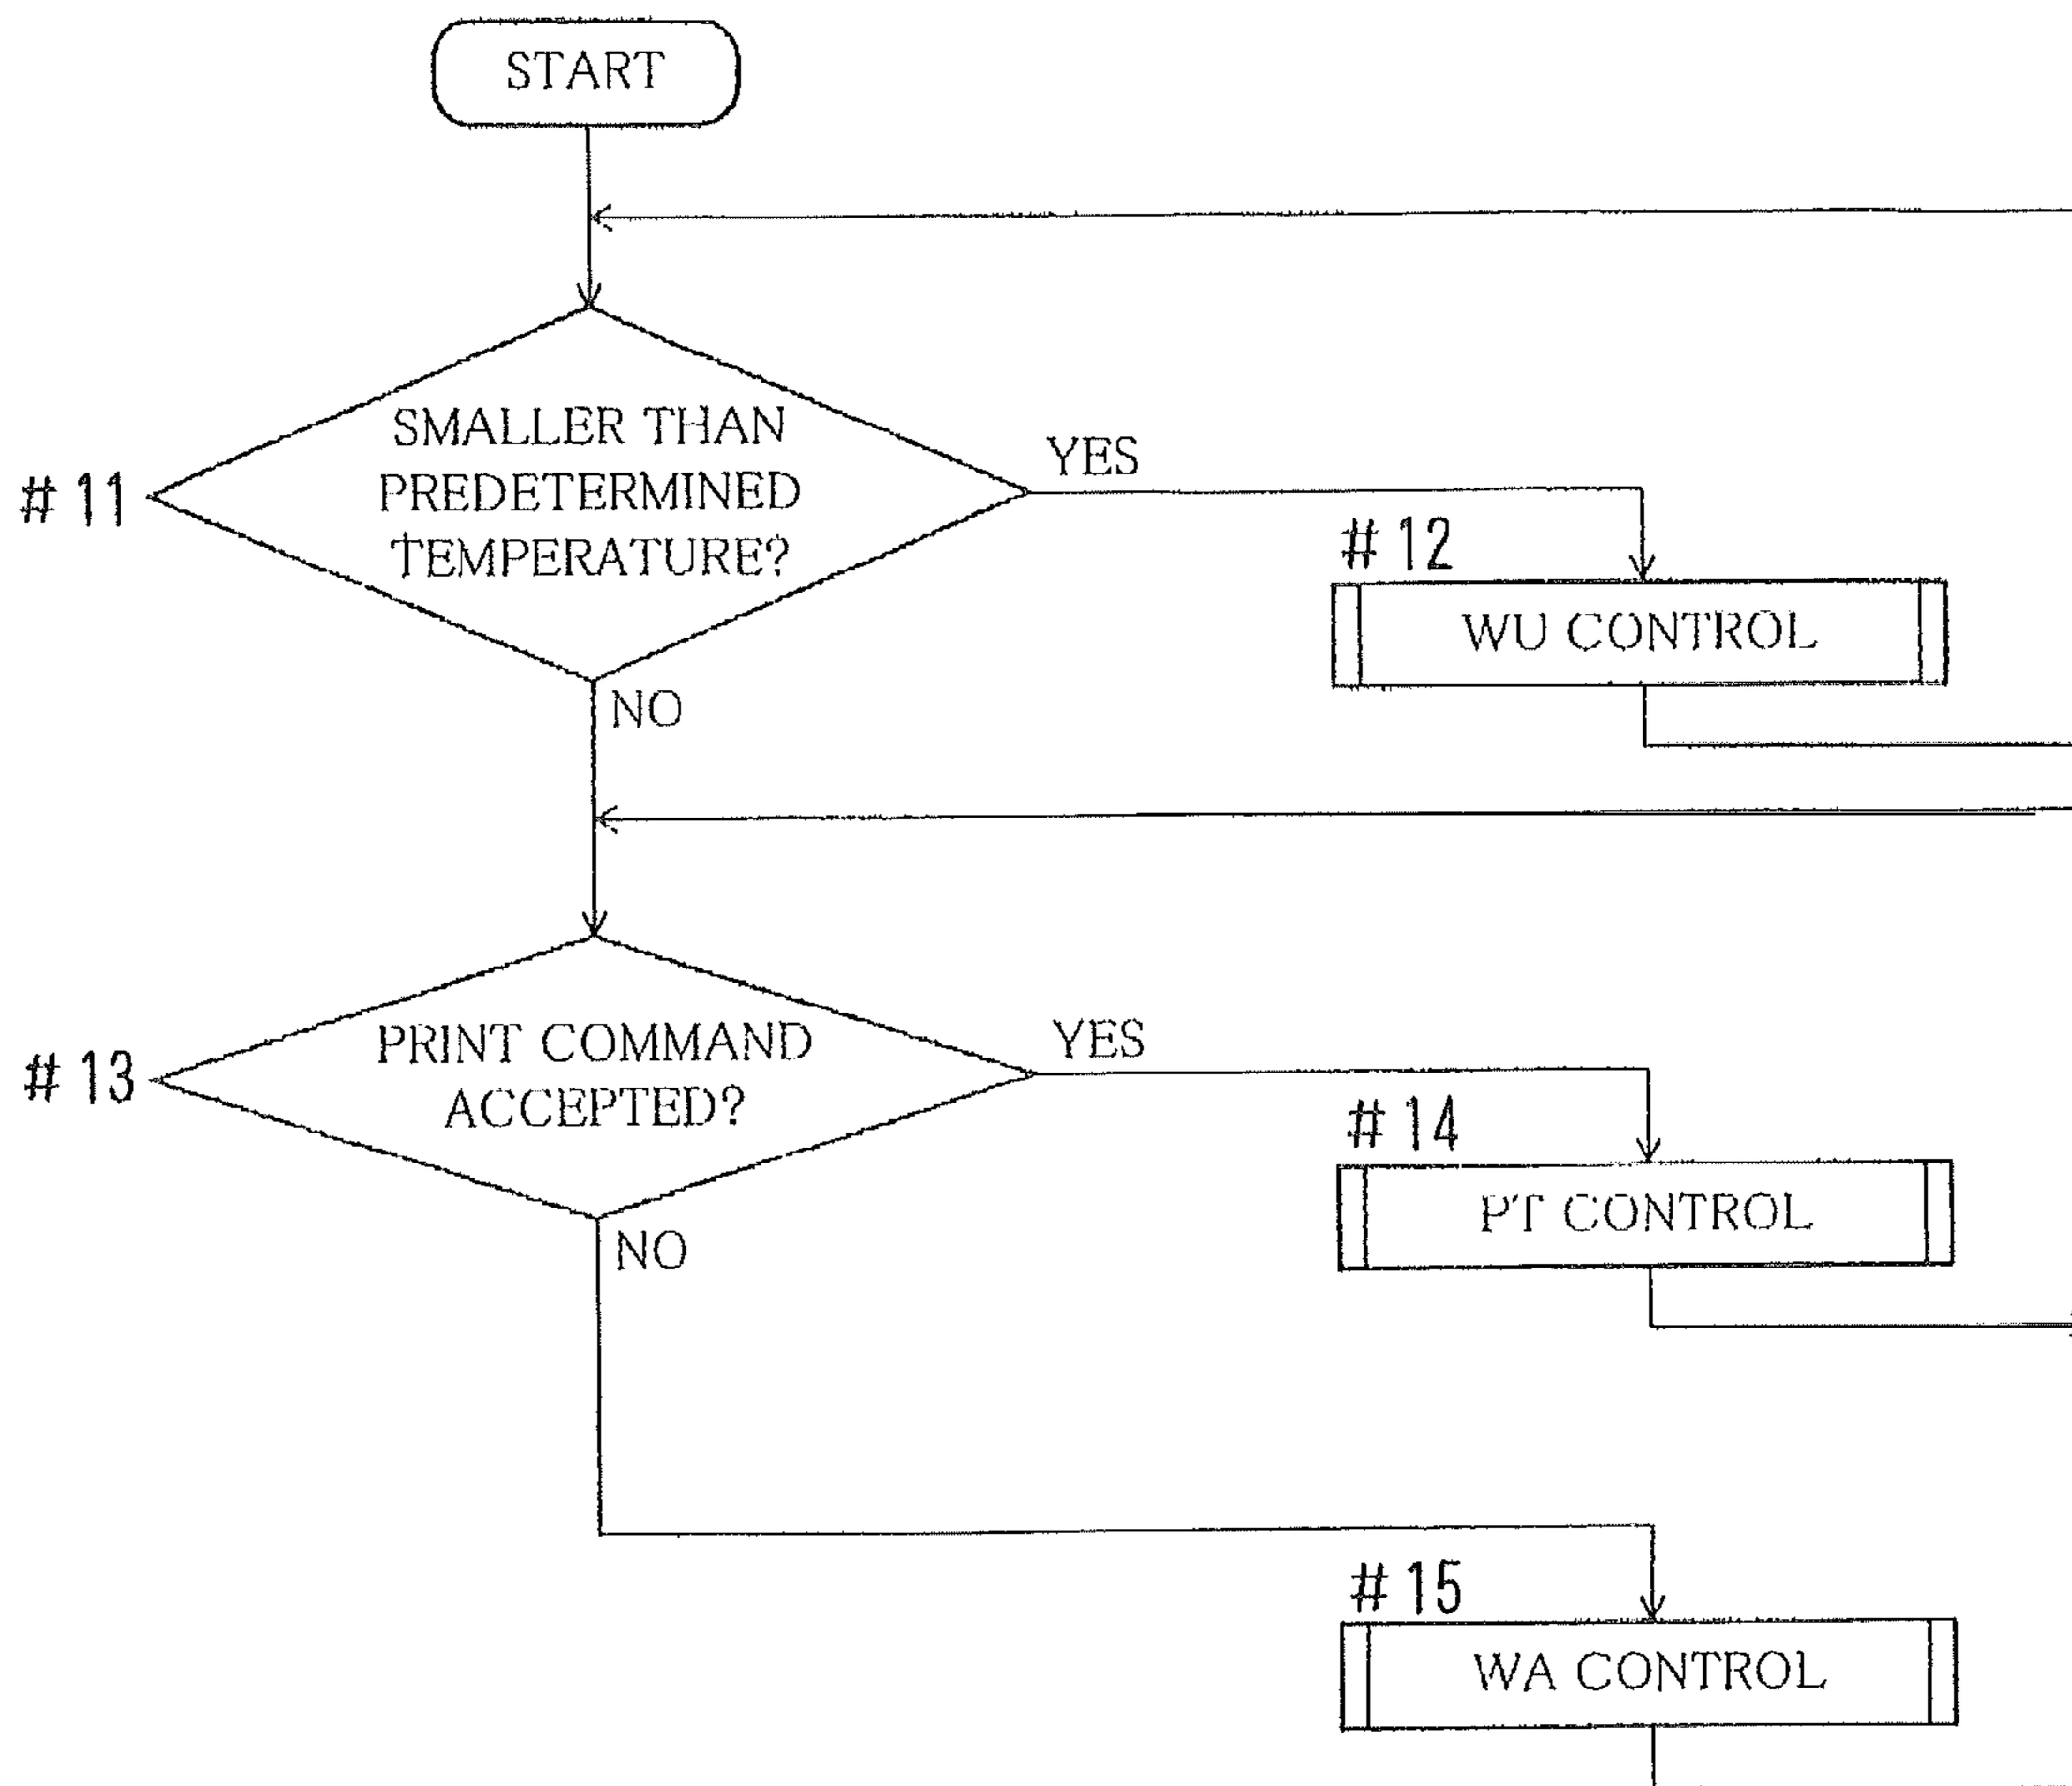 START
SMALLER THAN
PREDETERMINED
TEMPERATURE?
# 11
YES
# 12
WU CONTROL
NO
PRINT COMMAND
ACCEPTED?
# 13
YES
# 14
PT CONTROL
NO
# 15
WA CONTROL